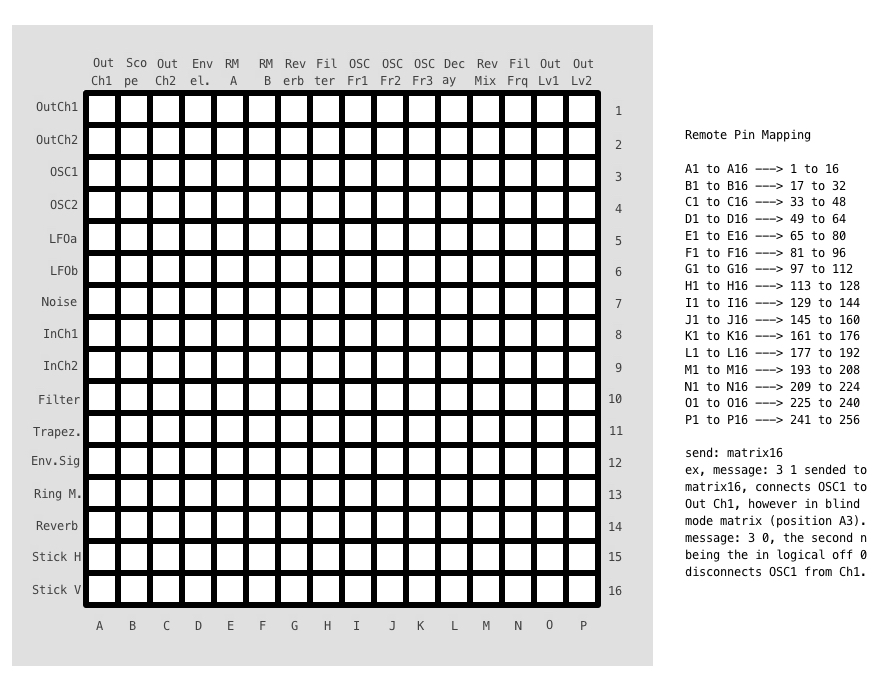 Out Sco Out Env RM RM Rev Fil OSC OSC OSC Dec Rev Fil Out Out
Ch1 pe Ch2 el. A B erb ter Fr1 Fr2 Fr3 ay Mix Frq Lv1 Lv2
OutCh1 1
OutCh2 2
OSC1 3
OSC2 4
LFOa 5
LFOb 6
Noise 7
InCh1 8
InCh2 9
Filter 10
Trapez. 11
Env.Sig 12
Ring M. 13
Reverb 14
Stick H 15
Stick V 16
A B C D E F G H I J K L M N O P
Remote Pin Mapping
A1 to A16 ———> 1 to 16
B1 to B16 ———> 17 to 32
C1 to C16 ———> 33 to 48
D1 to D16 ———> 49 to 64
E1 to E16 ———> 65 to 80
F1 to F16 ———> 81 to 96
G1 to G16 ———> 97 to 112
H1 to H16 ———> 113 to 128
I1 to I16 ———> 129 to 144
J1 to J16 ———> 145 to 160
K1 to K16 ———> 161 to 176
L1 to L16 ———> 177 to 192
M1 to M16 ———> 193 to 208
N1 to N16 ———> 209 to 224
O1 to O16 ———> 225 to 240
P1 to P16 ———> 241 to 256
send: matrix16
ex, message: 3 1 sended to
matrix16, connects OSC1 to
Out Ch1, however in blind
mode matrix (position A3).
message: 3 0, the second n
being the in logical off 0
disconnects OSC1 from Ch1.